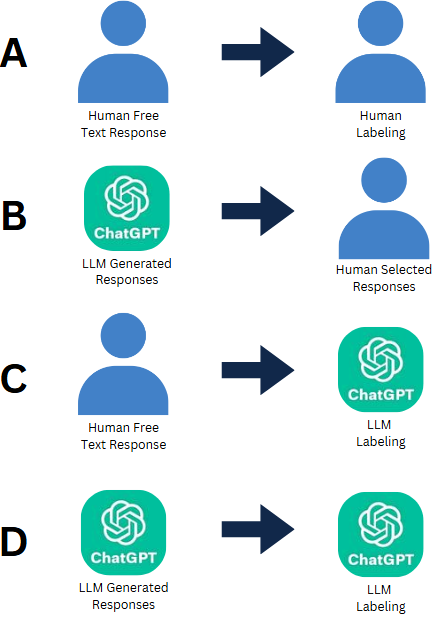 A
Human Free
Text Response
Human
Labeling
B
ChatGPT
LLM Generated
Responses
Human Selected
Responses
C
Human Free
Text Response
ChatGPT
LLM
Labeling
D
ChatGPT
LLM Generated
Responses
ChatGPT
LLM
Labeling